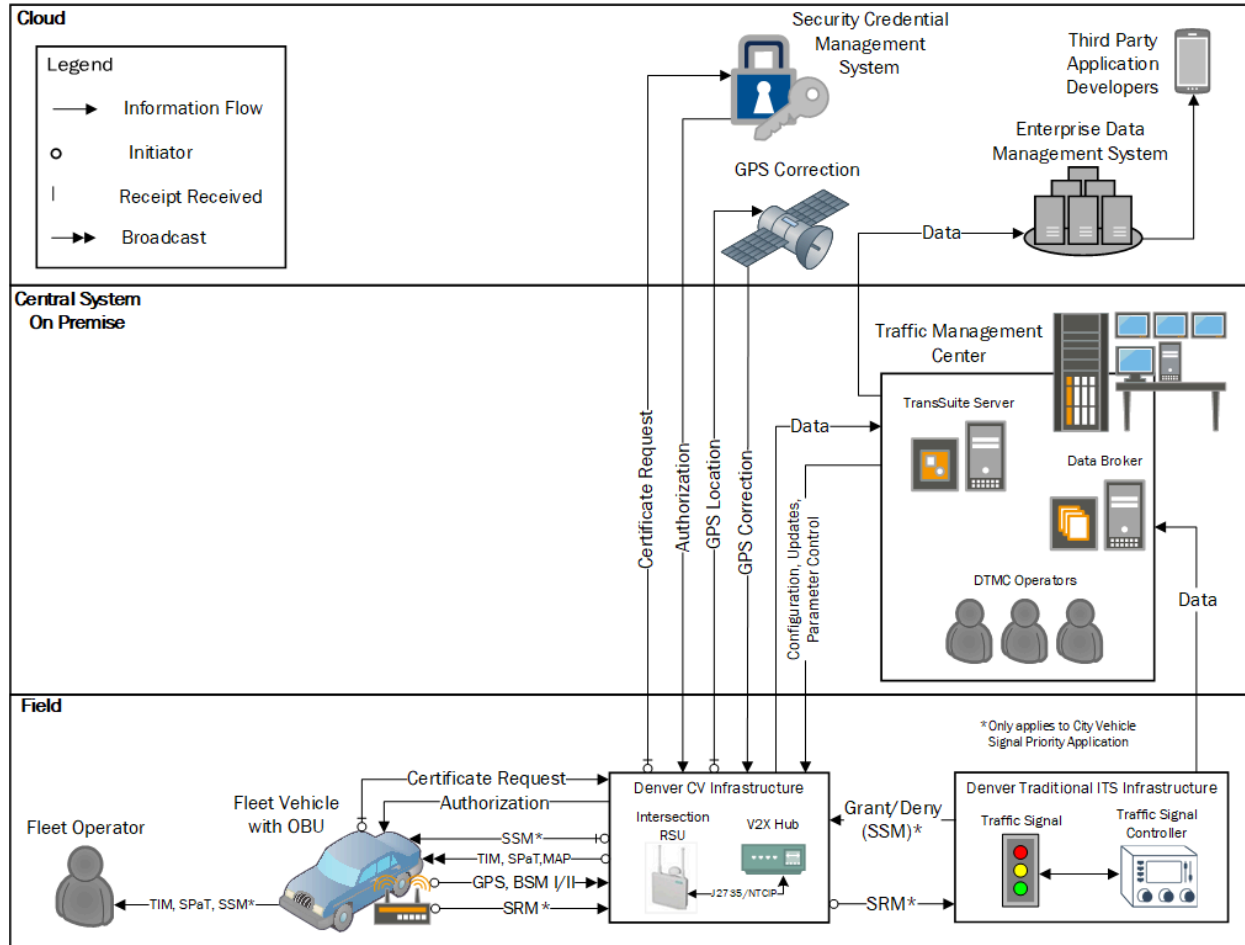 Cloud
Legend
Information Flow
Initiator
Receipt Received
Broadcast
Security Credential
Management
System
Third Party
Application
Developers
Enterprise Data
Management System
GPS Correction
Data
Central System
On Premise
Traffic Management
Center
TransSuite Server
Data Broker
DTMC Operators
Certificate Request
Authorization
GPS Location
GPS Correction
Data
Configuration, Updates,
Parameter Control
Data
Field
*Only applies to City Vehicle
Signal Priority Application
Fleet Operator
Fleet Vehicle
with OBU
Certificate Request
Authorization
SSM*
TIM, SPaT,MAP
GPS, BSM I/II
SRM*
TIM, SPaT, SSM*
Denver CV Infrastructure
Intersection
RSU
V2X Hub
J2735/NTCIP
Grant/Deny
(SSM)*
SRM*
Denver Traditional ITS Infrastructure
Traffic Signal
Traffic Signal
Controller